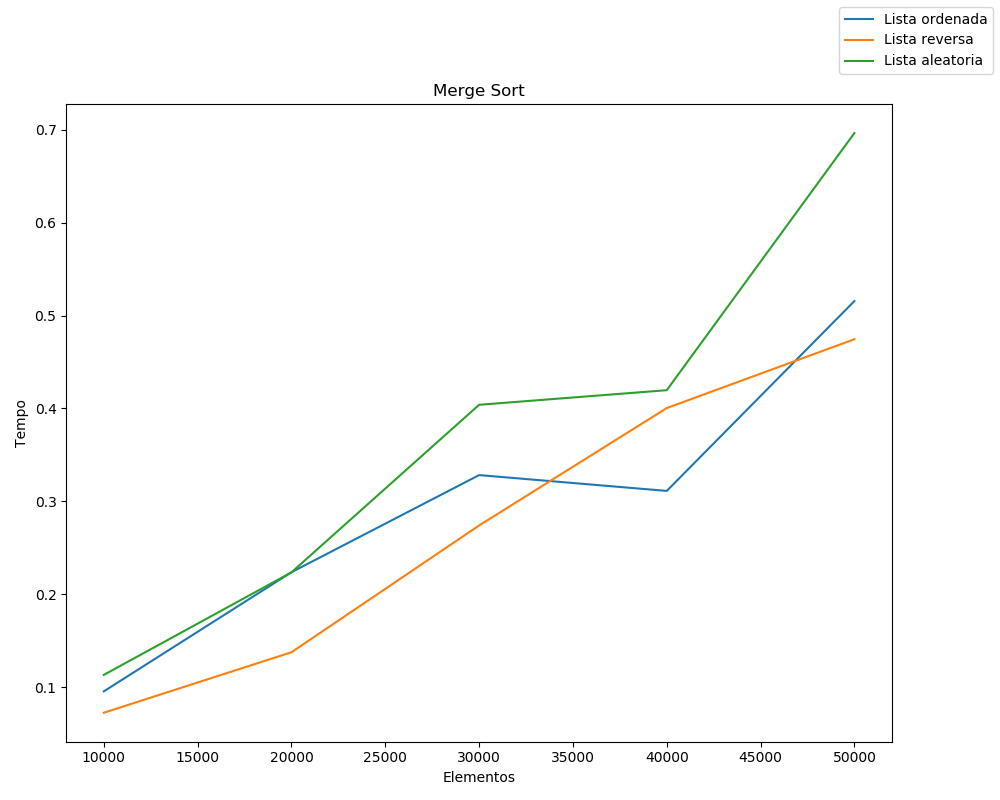 Lista ordenada
Lista reversa
Lista aleatoria
Merge Sort
0.7
0.6
0.5
0.4
0.3
0.2
0.1
Tempo
10000 15000 20000 25000 30000 35000 40000 45000 50000
Elementos